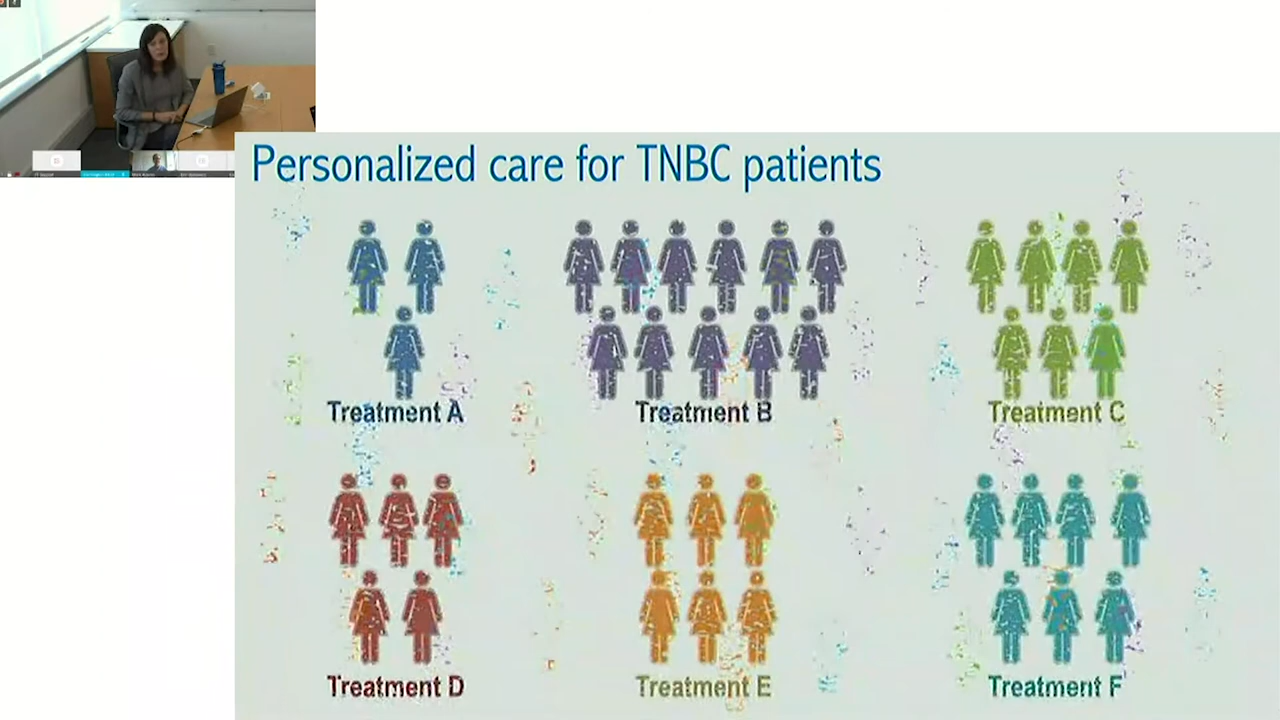 Personalized care for TNBC patients
Treatment A
Treatment B
Treatment C
Treatment D
Treatment E
Treatment F